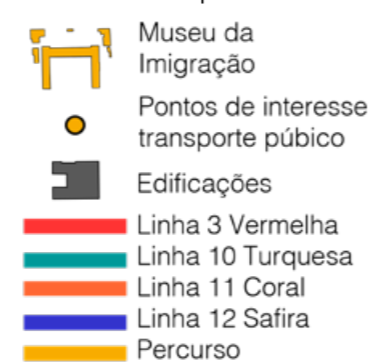 Museu da
Imigração
Pontos de interesse
transporte púbico
Edificações
Linha 3 Vermelha
Linha 10 Turquesa
Linha 11 Coral
Linha 12 Safira
Percurso